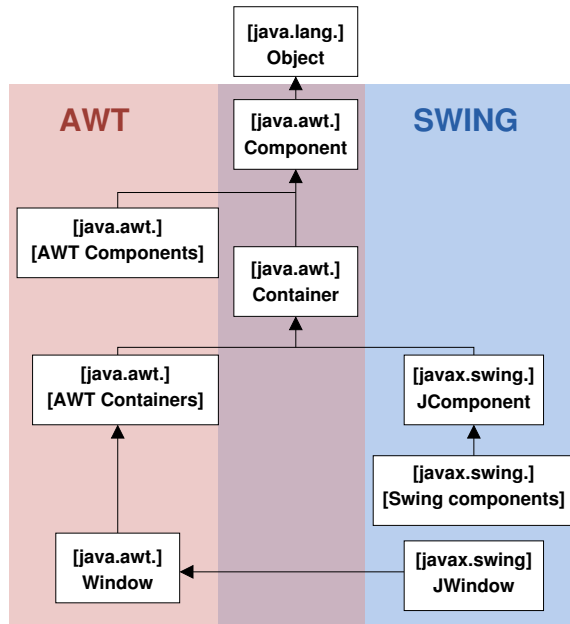 [java.lang.]
Object
AWT
SWING
[java.awt.]
Component
[java.awt.]
[AWT Components]
[java.awt.]
Container
[java.awt.]
[AWT Containers]
[javax.swing.]
JComponent
[javax.swing.]
[Swing components]
[java.awt.]
Window
[javax.swing]
JWindow